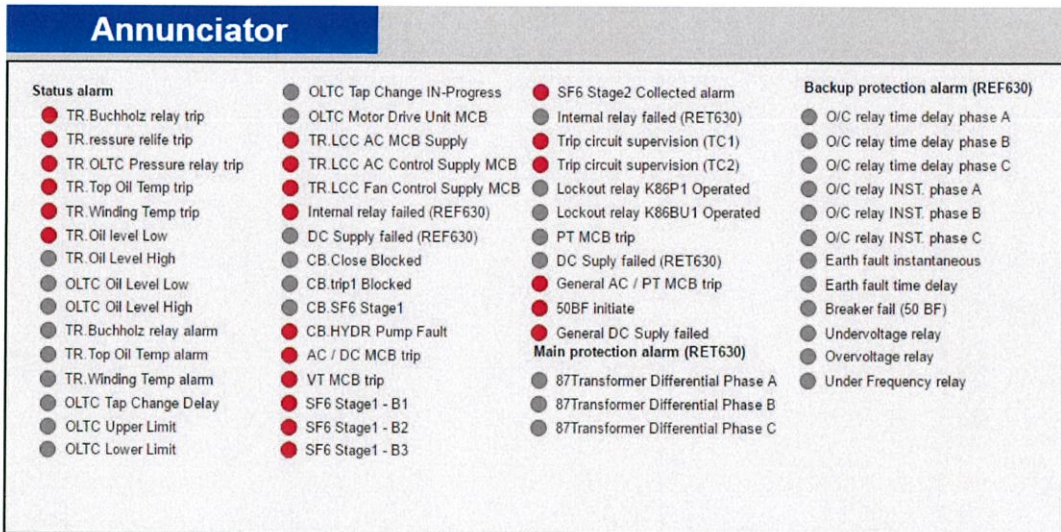 Annunciator
Status alarm
TR.Buchholz relay trip
TR.ressure relife trip
TR.OLTC Pressure relay trip
TR.Top Oil Temp trip
TR.Winding Temp trip
TR.Oil level Low
TR.Oil Level High
OLTC Oil Level Low
OLTC Oil Level High
TR.Buchholz relay alarm
TR.Top Oil Temp alarm
TR.Winding Temp alarm
OLTC Tap Change Delay
OLTC Upper Limit
OLTC Lower Limit
OLTC Tap Change IN-Progress
OLTC Motor Drive Unit MCB
TR.LCC AC MCB Supply
TR.LCC AC Control Supply MCB
TR.LCC Fan Control Supply MCB
Internal relay failed (REF630)
DC Supply failed (REF630)
CB.Close Blocked
CB.trip1 Blocked
CB.SF6 Stage1
CB.HYDR Pump Fault
AC / DC MCB trip
VT MCB trip
SF6 Stage1 - B1
SF6 Stage1 - B2
SF6 Stage1 - B3
SF6 Stage2 Collected alarm
Internal relay failed (RET630)
Trip circuit supervision (TC1)
Trip circuit supervision (TC2)
Lockout relay K86P1 Operated
Lockout relay K86BU1 Operated
PT MCB trip
DC Suply failed (RET630)
General AC / PT MCB trip
50BF initiate
General DC Suply failed
Main protection alarm (RET630)
87Transformer Differential Phase A
87Transformer Differential Phase B
87Transformer Differential Phase C
Backup protection alarm (REF630)
O/C relay time delay phase A
O/C relay time delay phase B
O/C relay time delay phase C
O/C relay INST. phase A
O/C relay INST. phase B
O/C relay INST. phase C
Earth fault instantaneous
Earth fault time delay
Breaker fail (50 BF)
Undervoltage relay
Overvoltage relay
Under Frequency relay